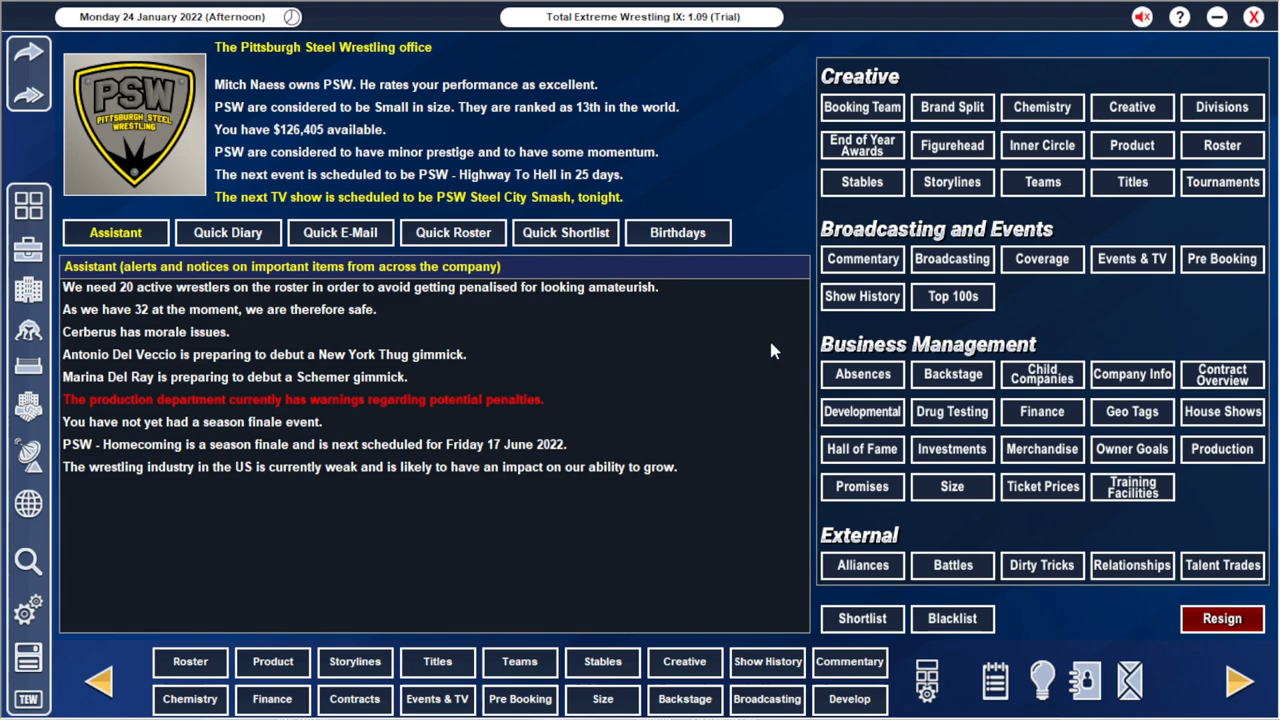 Monday 24 January 2022 (Afternoon)
Total Extreme Wrestling IX: 1.09 (Trial)
X
?
The Pittsburgh Steel Wrestling office
PSW
PITTSBURGH STEEL
WRESTLING
Mitch Naess owns PSW. He rates your performance as excellent.
PSW are considered to be Small in size. They are ranked as 13th in the world.
You have $126,405 available.
PSW are considered to have minor prestige and to have some momentum.
The next event is scheduled to be PSW - Highway To Hell in 25 days.
The next TV show is scheduled to be PSW Steel City Smash, tonight.
Assistant
Quick Diary
Quick E-Mail
Quick Roster
Quick Shortlist
Birthdays
Assistant (alerts and notices on important items from across the company)
We need 20 active wrestlers on the roster in order to avoid getting penalised for looking amateurish.
As we have 32 at the moment, we are therefore safe.
Cerberus has morale issues.
Antonio Del Veccio is preparing to debut a New York Thug gimmick.
Marina Del Ray is preparing to debut a Schemer gimmick.
The production department currently has warnings regarding potential penalties.
You have not yet had a season finale event.
PSW - Homecoming is a season finale and is next scheduled for Friday 17 June 2022.
The wrestling industry in the US is currently weak and is likely to have an impact on our ability to grow.
Creative
Booking Team
Brand Split
Chemistry
Creative
Divisions
End of Year
Awards
Figurehead
Inner Circle
Product
Roster
Stables
Storylines
Teams
Titles
Tournaments
Broadcasting and Events
Commentary
Broadcasting
Coverage
Events & TV
Pre Booking
Show History
Top 100s
Business Management
Absences
Backstage
Child
Companies
Company Info
Contract
Overview
Developmental
Drug Testing
Finance
Geo Tags
House Shows
Hall of Fame
Investments
Merchandise
Owner Goals
Production
Promises
Size
Ticket Prices
Training
Facilities
External
Alliances
Battles
Dirty Tricks
Relationships
Talent Trades
Shortlist
Blacklist
Resign
TEW
Roster
Product
Storylines
Titles
Teams
Stables
Creative
Show History
Commentary
Chemistry
Finance
Contracts
Events & TV
Pre Booking
Size
Backstage
Broadcasting
Develop